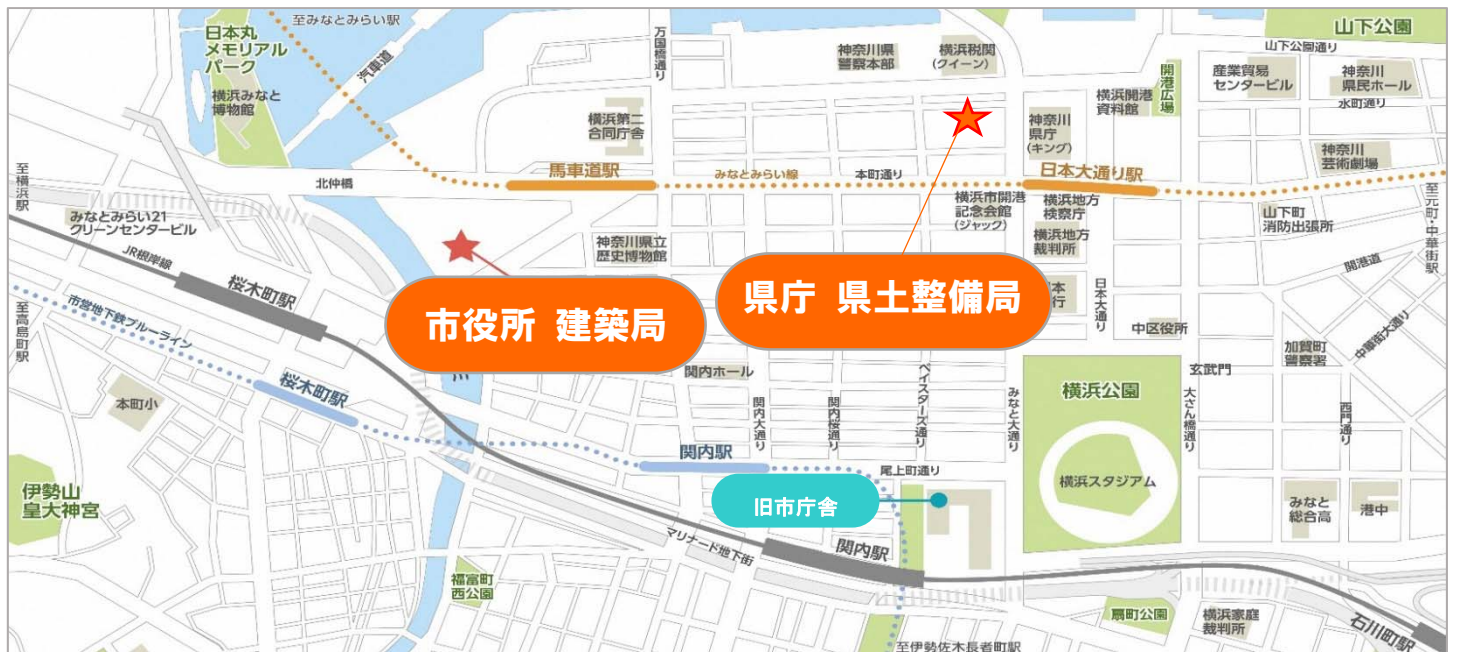 至みなとみらい駅
日本丸
メモリアル
パーク
汽車道
横浜みなと
博物館
万国橋通り
神奈川県
警察本部
横浜税関
(クイーン)
山下公園
山下公園通り
開港広場
産業貿易
センタービル
神奈川
県民ホール
水町通り
横浜開港
資料館
横浜第二
合同庁舎
神奈川
県庁
(キング)
神奈川
芸術劇場
馬車道駅
みなとみらい線
本町通り
日本大通り駅
北仲橋
至横浜駅
至元町・中華街駅
みなとみらい21
クリーンセンタービル
神奈川県立
歴史博物館
横浜市開港
記念会館
(ジャック)
横浜地方
検察庁
横浜地方
裁判所
山下町
消防出張所
開港道
JR根岸線
桜木町駅
市営地下鉄ブルーライン
至高島町駅
市役所 建築局
県庁 県土整備局
本
行
日本大通り
中区役所
加賀町
警察署
中華街大通り
玄武門
関内ホール
川
桜木町駅
本町小
関内大通り
関内桜通り
ベイスターズ通り
みなと大通り
横浜公園
大さん橋通り
西門通り
関内駅
尾上町通り
横浜スタジアム
旧市庁舎
伊勢山
皇大神宮
みなと
総合高
港中
マリナード地下街
関内駅
福富町
西公園
扇町公園
横浜家庭
裁判所
石川町駅
至伊勢佐木長者町駅